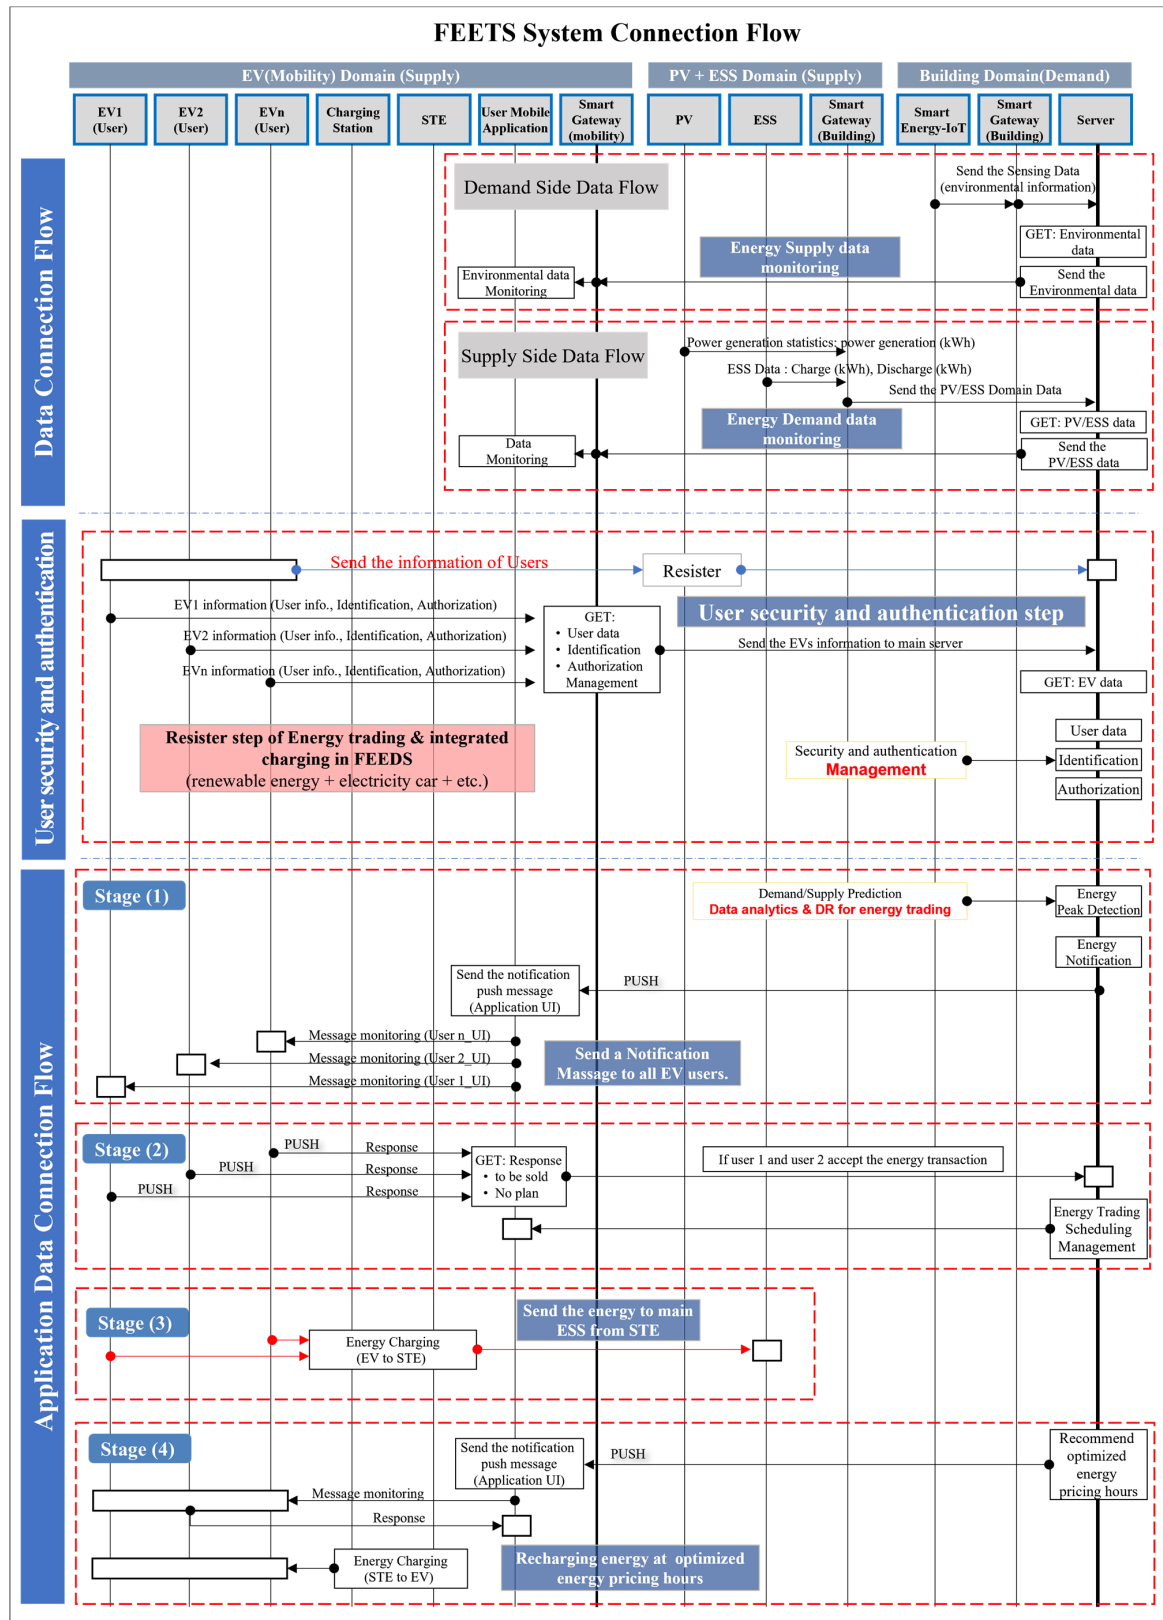 FEETS System Connection Flow
EV(Mobility) Domain (Supply)
PV + ESS Domain (Supply)
Building Domain(Demand)
EV1
(User)
EV2
(User)
EVn
(User)
Charging
Station
STE
User Mobile
Application
Smart
Gateway
(mobility)
PV
ESS
Smart
Gateway
(Building)
Smart
Energy-IoT
Smart
Gateway
(Building)
Server
Data Connection Flow
Demand Side Data Flow
Send the Sensing Data
(environmental information)
GET: Environmental
data
Energy Supply data
monitoring
Environmental data
Monitoring
Send the
Environmental data
Supply Side Data Flow
Power generation statistics: power generation (kWh)
ESS Data : Charge (kWh), Discharge (kWh)
Send the PV/ESS Domain Data
Energy Demand data
monitoring
GET: PV/ESS data
Data
Monitoring
Send the
PV/ESS data
User security and authentication
Send the information of Users
Resister
EV1 information (User info., Identification, Authorization)
EV2 information (User info., Identification, Authorization)
EVn information (User info., Identification, Authorization)
GET:
• User data
• Identification
• Authorization
Management
User security and authentication step
Send the EVs information to main server
GET: EV data
Resister step of Energy trading & integrated
charging in FEEDS
(renewable energy + electricity car + etc.)
Security and authentication
Management
User data
Identification
Authorization
Application Data Connection Flow
Stage (1)
Demand/Supply Prediction
Data analytics & DR for energy trading
Energy
Peak Detection
Energy
Notification
Send the notification
push message
(Application UI)
PUSH
Message monitoring (User n_UI)
Message monitoring (User 2_UI)
Message monitoring (User 1_UI)
Send a Notification
Massage to all EV users.
Stage (2)
PUSH
Response
PUSH
Response
PUSH
Response
GET: Response
• to be sold
• No plan
If user 1 and user 2 accept the energy transaction
Energy Trading
Scheduling
Management
Stage (3)
Energy Charging
(EV to STE)
Send the energy to main
ESS from STE
Stage (4)
Send the notification
push message
(Application UI)
PUSH
Recommend
optimized
energy
pricing hours
Message monitoring
Response
Energy Charging
(STE to EV)
Recharging energy at optimized
energy pricing hours